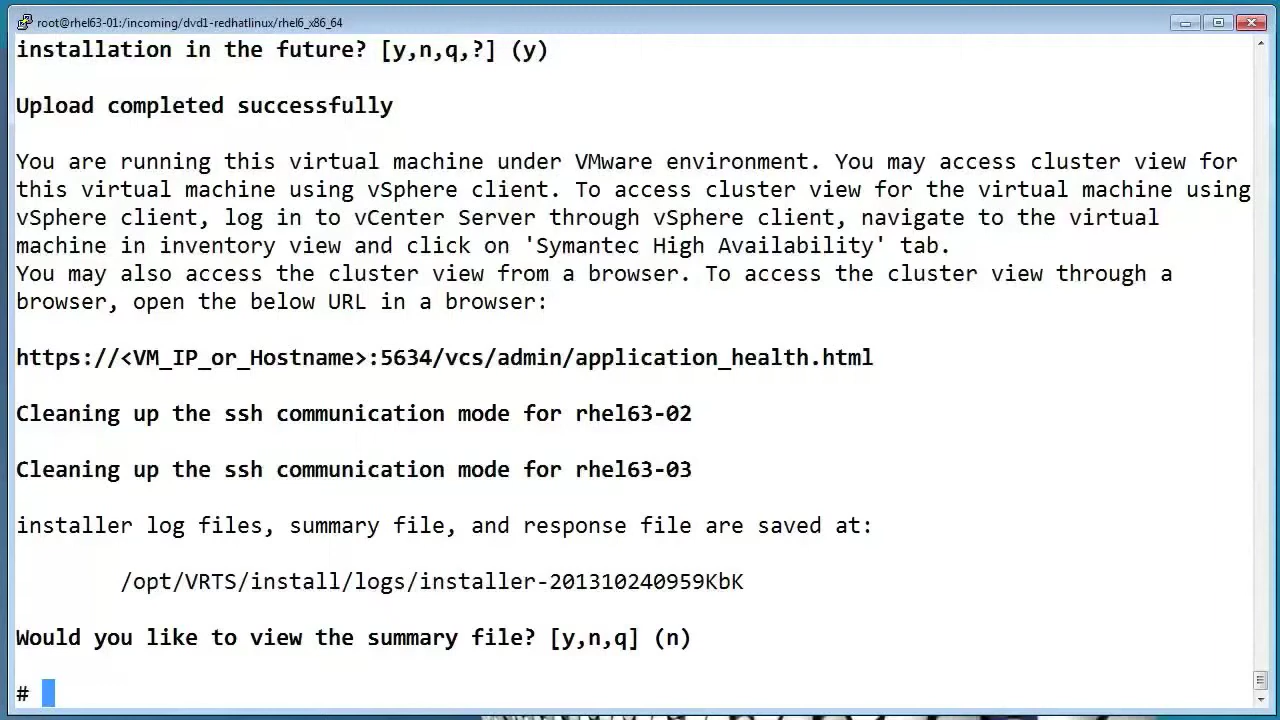 root@rhel63-01:/incoming/dvd1-redhatlinux/rhel6_x86_64
installation in the future? [y,n,q,?] (y)
Upload completed successfully
You are running this virtual machine under VMware environment. You may access cluster view for
this virtual machine using vSphere client. To access cluster view for the virtual machine using
vSphere client, log in to vCenter Server through vSphere client, navigate to the virtual
machine in inventory view and click on 'Symantec High Availability' tab.
You may also access the cluster view from a browser. To access the cluster view through a
browser, open the below URL in a browser:
https://<VM_IP_or_Hostname>:5634/vcs/admin/application_health.html
Cleaning up the ssh communication mode for rhel63-02
Cleaning up the ssh communication mode for rhel63-03
installer log files, summary file, and response file are saved at:
/opt/VRTS/install/logs/installer-201310240959KbK
Would you like to view the summary file? [y,n,q] (n)
#